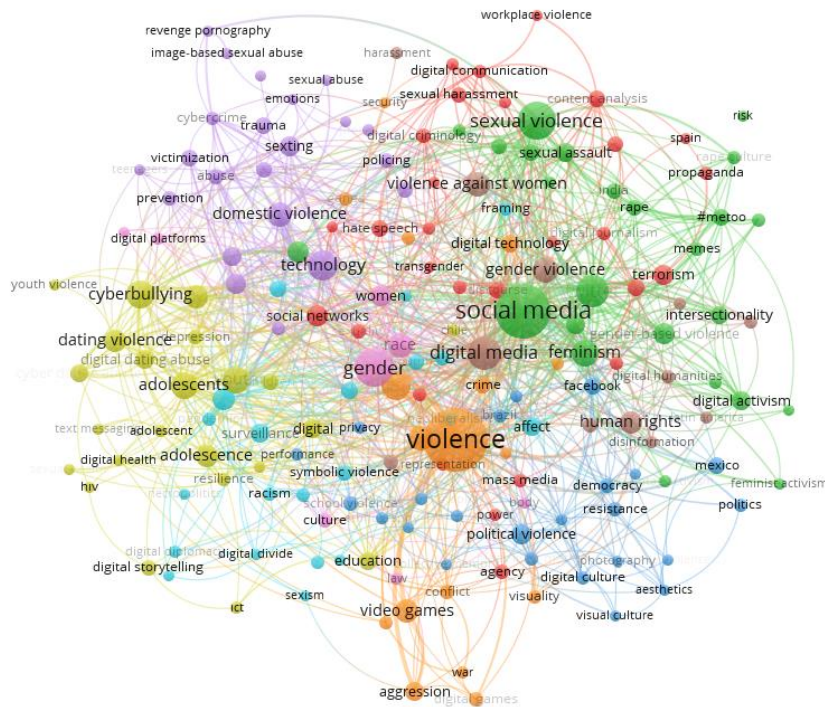 workplace violence
revenge pornography
image-based sexual abuse
harassment
digital communication
sexual abuse
sexual harassment
content analysis
emotions
security
cybercrime
sexual violence
risk
trauma
digital criminology
spain
sexting
sexual assault
victimization
policing
rape culture
abuse
violence against women
propaganda
india
prevention
rape
domestic violence
framing
#metoo
digital platforms
hate speech
digital journalism
digital technology
memes
technology
transgender
gender violence
terrorism
youth violence
cyberbullying
women
social media
social networks
intersectionality
dating violence
depression
chile
gender-based violence
race
digital media
feminism
digital dating abuse
gender
digital humanities
adolescents
crime
facebook
digital activism
brazil
text messaging
adolescent
digital
privacy
affect
human rights
surveillance
violence
disinformation
adolescence
performance
digital health
representation
symbolic violence
mexico
resilience
mass media
democracy
feminist activism
hiv
racism
school violence
body
resistance
politics
culture
power
political violence
digital diplomacy
digital divide
digital storytelling
education
photography
law
agency
digital culture
conflict
aesthetics
sexism
visuality
ict
video games
visual culture
war
aggression
digital games